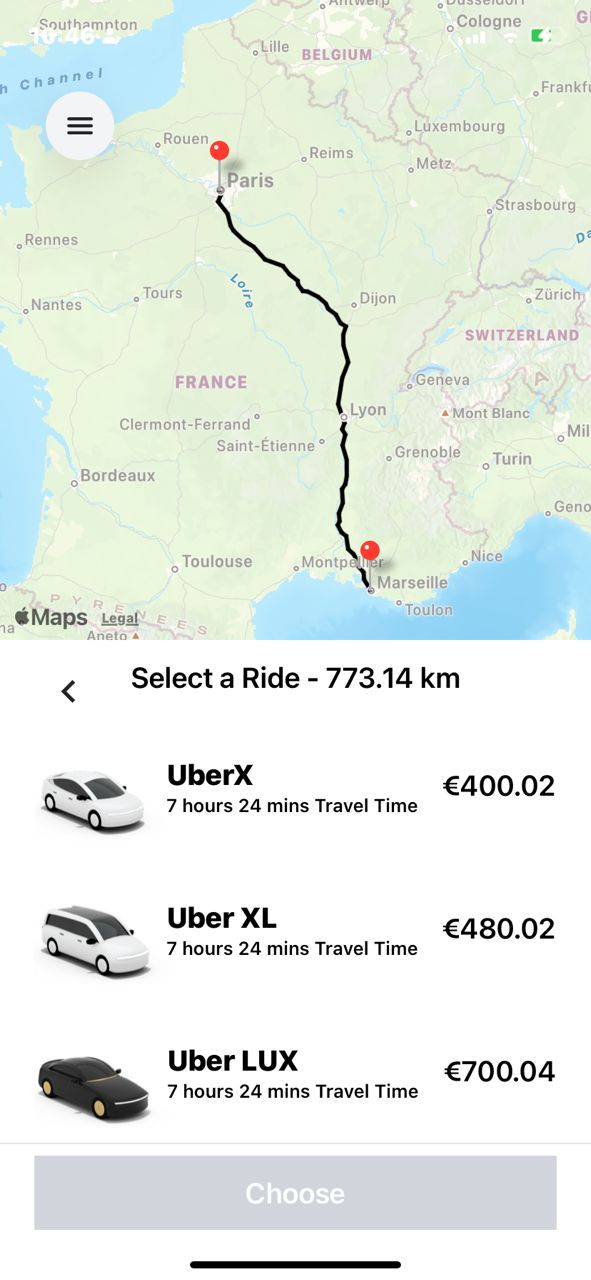 Southampton
Düsseldorf
Cologne
Lille
BELGIUM
h Channel
Frankfu
Luxembourg
Rouen
Reims
Metz
Paris
Strasbourg
Rennes
Da
Loire
Tours
Zürich
Nantes
Dijon
SWITZERLAND
FRANCE
Geneva
Lyon
Mont Blanc
Clermont-Ferrand
Mil
Saint-Étienne
Grenoble
Turin
Bordeaux
Geno
Nice
Toulouse
Montpellier
Marseille
PYRENEES
Toulon
Maps Legal
na
Aneto
Select a Ride - 773.14 km
UberX
€400.02
7 hours 24 mins Travel Time
Uber XL
€480.02
7 hours 24 mins Travel Time
Uber LUX
€700.04
7 hours 24 mins Travel Time
Choose